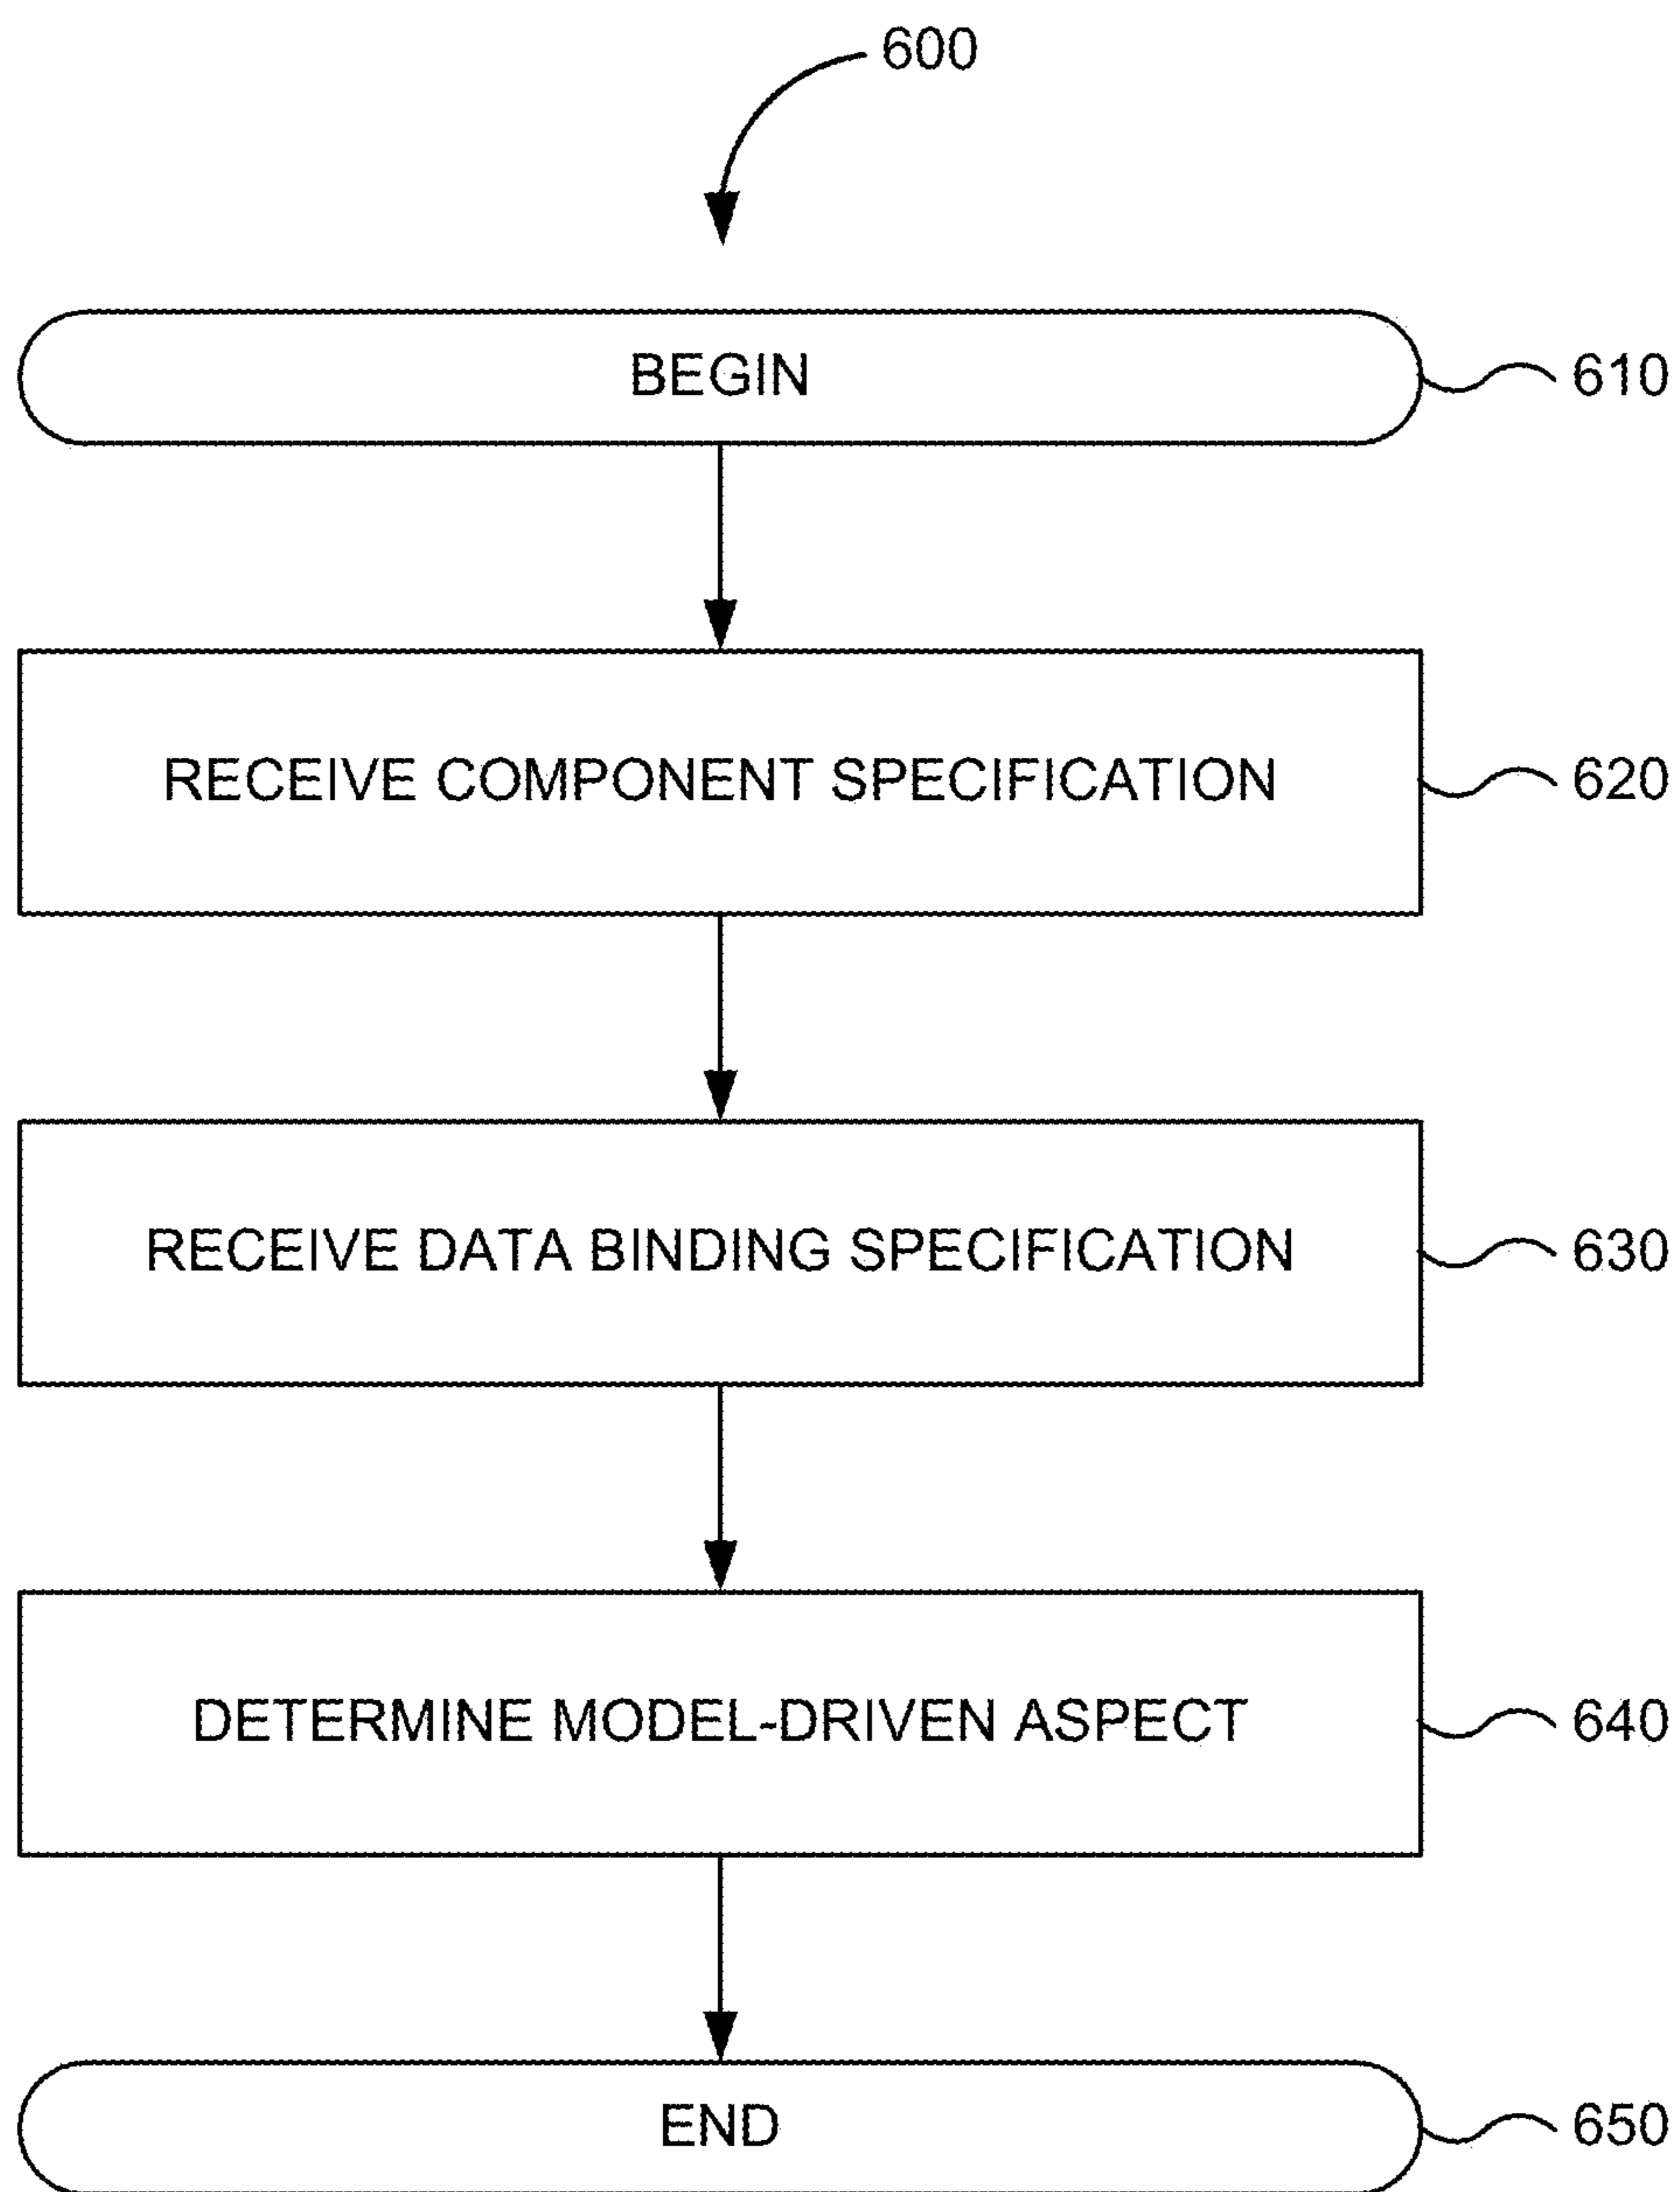 600
BEGIN
610
RECEIVE COMPONENT SPECIFICATION
620
RECEIVE DATA BINDING SPECIFICATION
630
DETERMINE MODEL-DRIVEN ASPECT
640
END
650